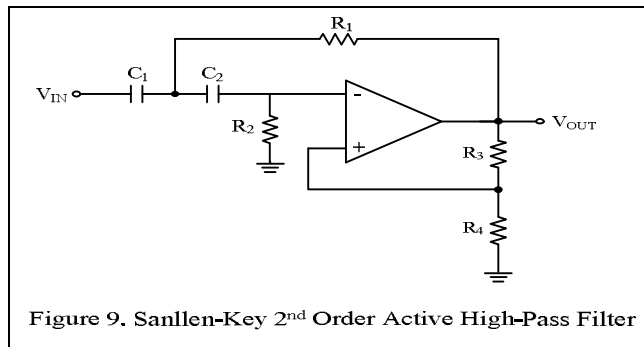 R1
C1
C2
VIN
R2
-
+
VOUT
R3
R4
Figure 9. Sanllen-Key 2nd Order Active High-Pass Filter